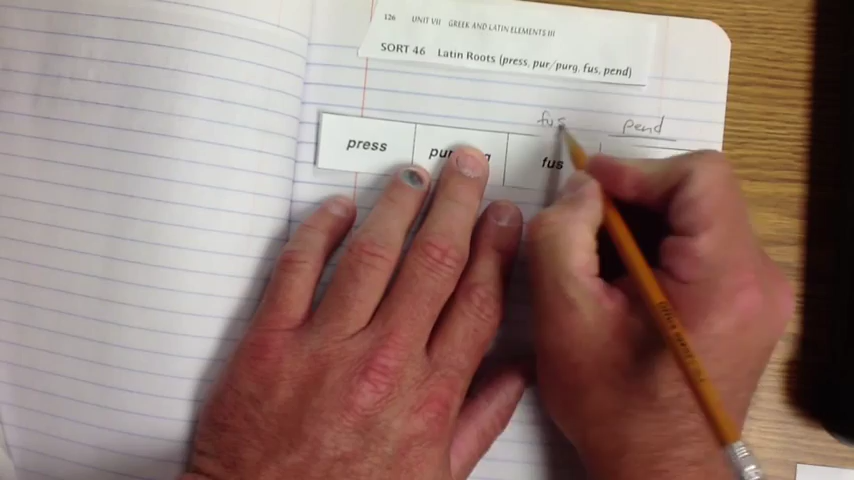 126 UNIT VII GREEK AND LATIN ELEMENTS III
SORT 46 Latin Roots (press, pur/purg, fus, pend)
fus pend
press fus